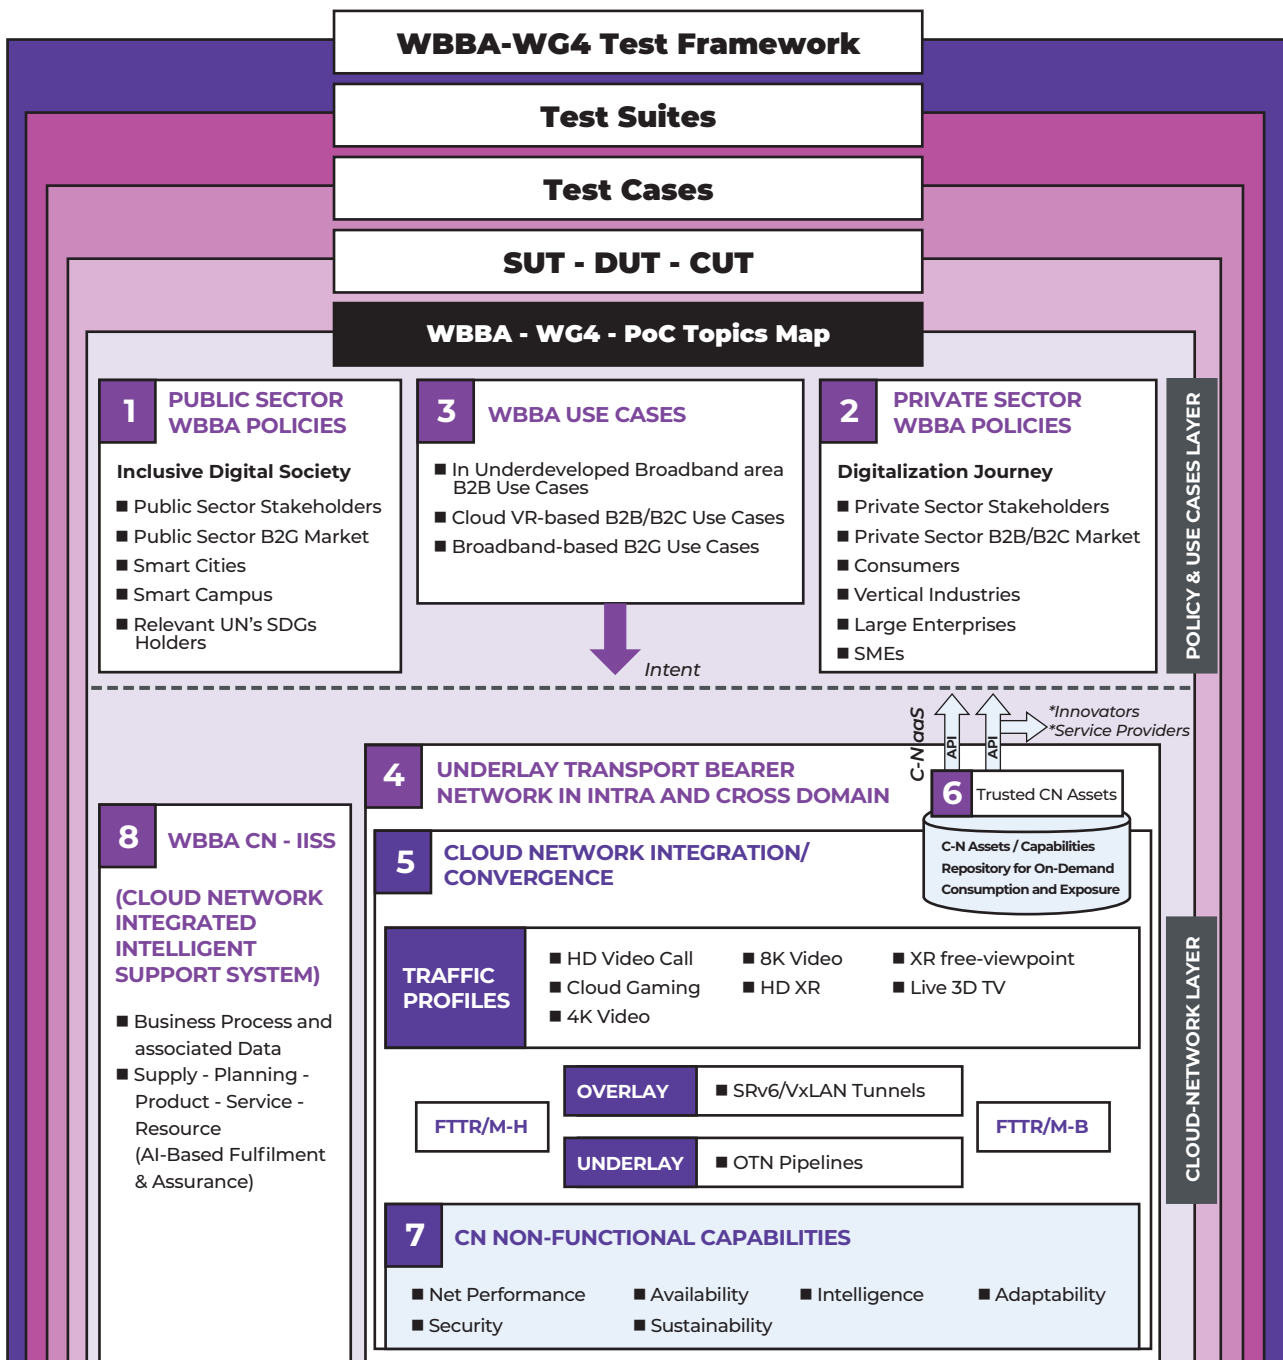 WBBA-WG4 Test Framework
Test Suites
Test Cases
SUT - DUT - CUT
WBBA - WG4 - PoC Topics Map
1
PUBLIC SECTOR
WBBA POLICIES
Inclusive Digital Society
■ Public Sector Stakeholders
■ Public Sector B2G Market
■ Smart Cities
■ Smart Campus
■ Relevant UN's SDGs
Holders
3
WBBA USE CASES
■ In Underdeveloped Broadband area
B2B Use Cases
■ Cloud VR-based B2B/B2C Use Cases
■ Broadband-based B2G Use Cases
2
PRIVATE SECTOR
WBBA POLICIES
Digitalization Journey
■ Private Sector Stakeholders
■ Private Sector B2B/B2C Market
■ Consumers
■ Vertical Industries
■ Large Enterprises
■ SMEs
POLICY & USE CASES LAYER
Intent
C-NaaS
API
API
*Innovators
*Service Providers
8
WBBA CN - IISS
(CLOUD NETWORK
INTEGRATED
INTELLIGENT
SUPPORT SYSTEM)
■ Business Process and
associated Data
■ Supply - Planning -
Product - Service -
Resource
(AI-Based Fulfilment
& Assurance)
4
UNDERLAY TRANSPORT BEARER
NETWORK IN INTRA AND CROSS DOMAIN
6
Trusted CN Assets
C-N Assets / Capabilities
Repository for On-Demand
Consumption and Exposure
5
CLOUD NETWORK INTEGRATION/
CONVERGENCE
TRAFFIC
PROFILES
■ HD Video Call
■ Cloud Gaming
■ 4K Video
■ 8K Video
■ HD XR
■ XR free-viewpoint
■ Live 3D TV
FTTR/M-H
OVERLAY
■ SRv6/VxLAN Tunnels
UNDERLAY
■ OTN Pipelines
FTTR/M-B
7
CN NON-FUNCTIONAL CAPABILITIES
■ Net Performance
■ Availability
■ Intelligence
■ Adaptability
■ Security
■ Sustainability
CLOUD-NETWORK LAYER